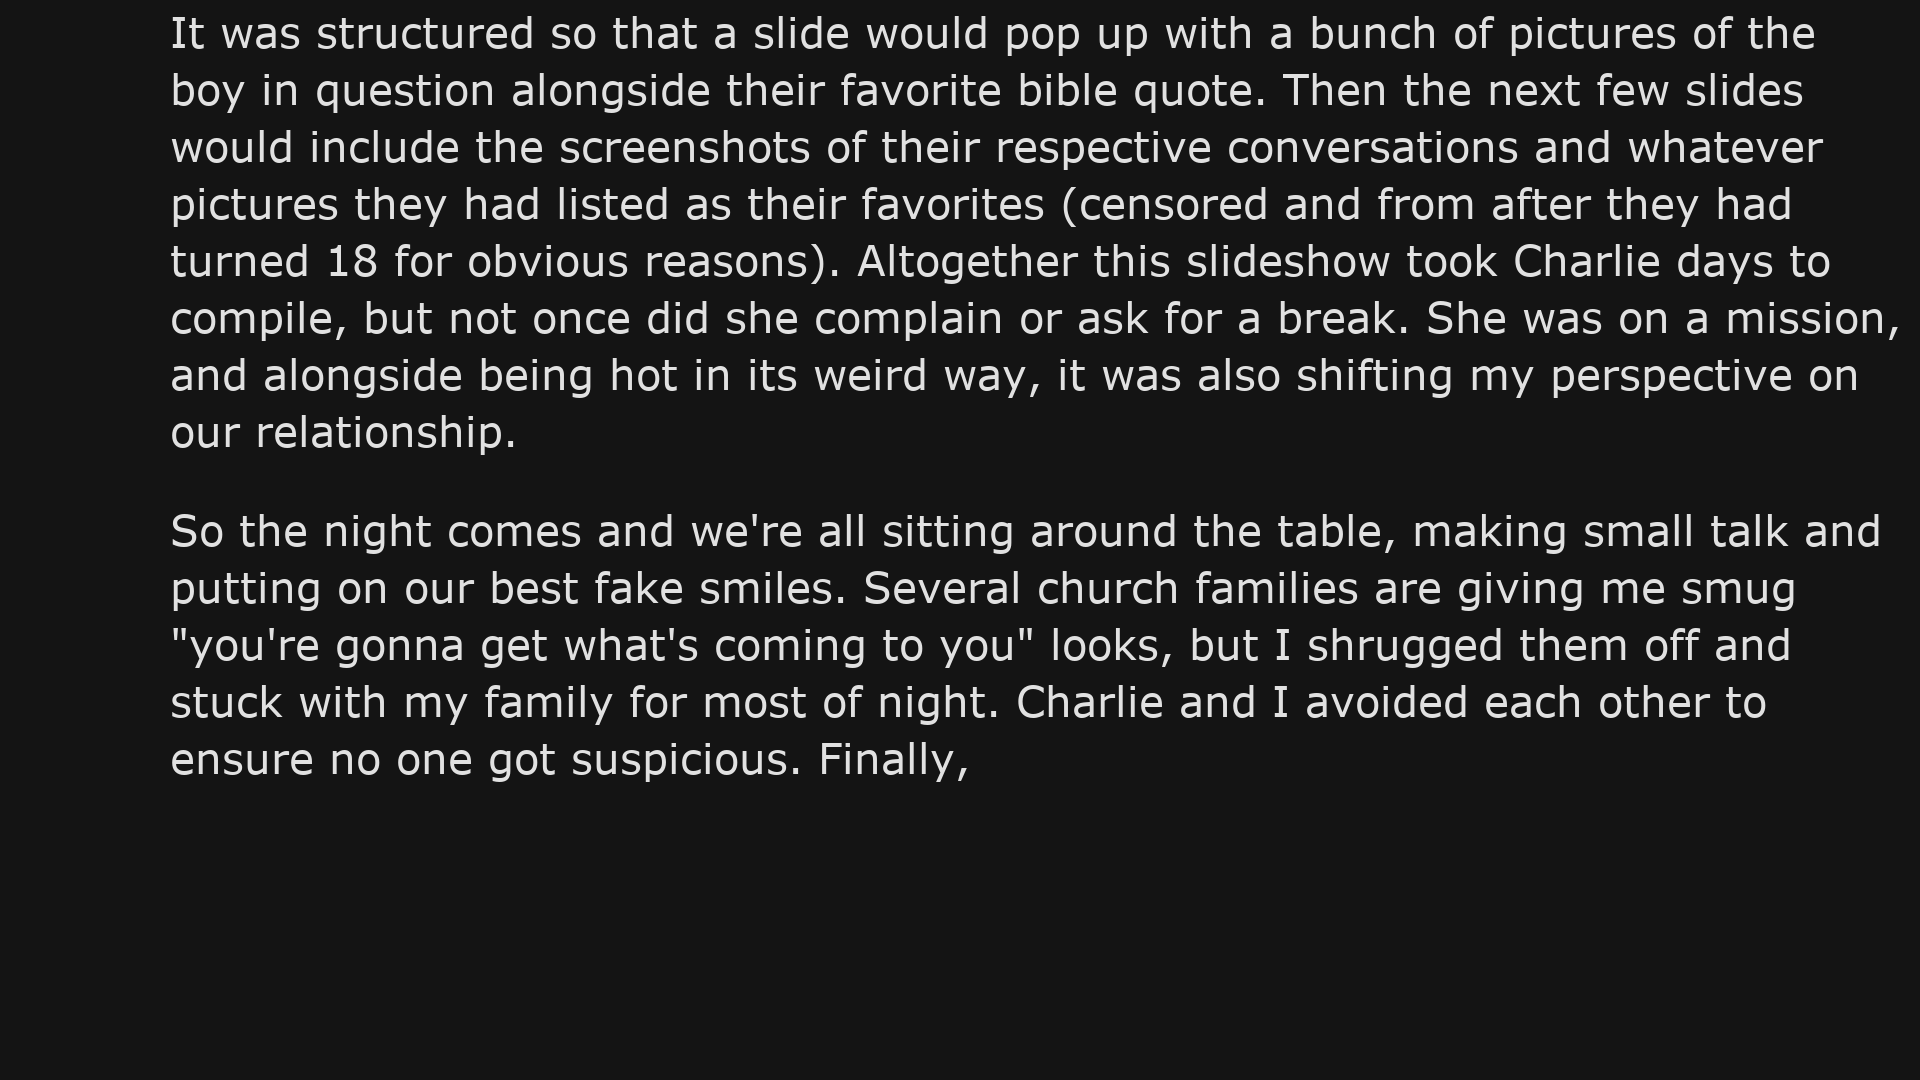 It was structured so that a slide would pop up with a bunch of pictures of the
boy in question alongside their favorite bible quote. Then the next few slides
would include the screenshots of their respective conversations and whatever
pictures they had listed as their favorites (censored and from after they had
turned 18 for obvious reasons). Altogether this slideshow took Charlie days to
compile, but not once did she complain or ask for a break. She was on a mission,
and alongside being hot in its weird way, it was also shifting my perspective on
our relationship.
So the night comes and we're all sitting around the table, making small talk and
putting on our best fake smiles. Several church families are giving me smug
"you're gonna get what's coming to you" looks, but I shrugged them off and
stuck with my family for most of night. Charlie and I avoided each other to
ensure no one got suspicious. Finally,